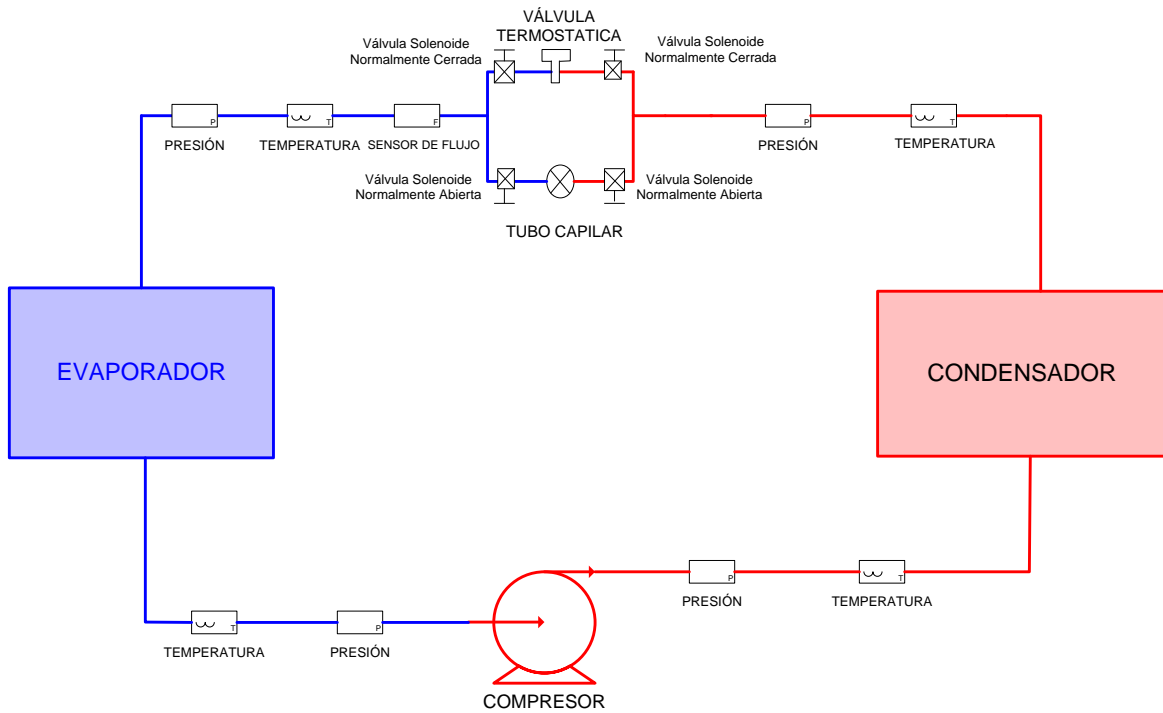 VÁLVULA
TERMOSTATICA
Válvula Solenoide
Normalmente Cerrada
Válvula Solenoide
Normalmente Cerrada
P
T
F
P
T
PRESIÓN
TEMPERATURA
SENSOR DE FLUJO
PRESIÓN
TEMPERATURA
Válvula Solenoide
Normalmente Abierta
Válvula Solenoide
Normalmente Abierta
TUBO CAPILAR
EVAPORADOR
CONDENSADOR
P
T
PRESIÓN
TEMPERATURA
T
P
TEMPERATURA
PRESIÓN
COMPRESOR